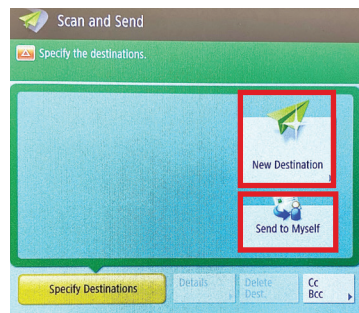 Scan and Send
Specify the destinations.
New Destination
Send to Myself
Specify Destinations
Details
Delete
Dest.
Cc
Bcc